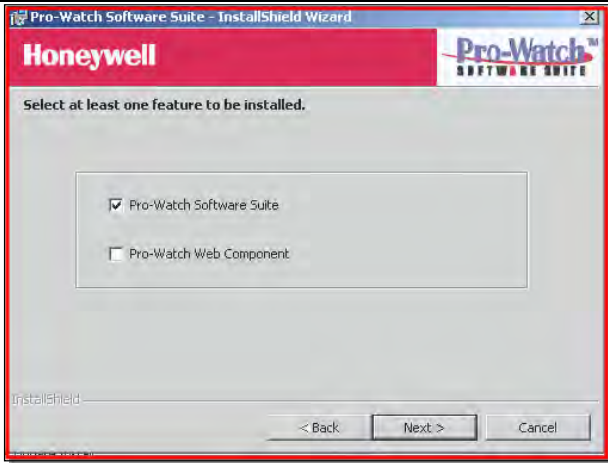 Pro-Watch Software Suite - InstallShield Wizard
Honeywell
Pro-Watch™
SOFTWARE SUITE
Select at least one feature to be installed.
Pro-Watch Software Suite
Pro-Watch Web Component
InstallShield
< Back Next > Cancel